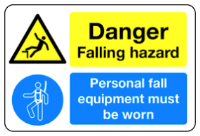 Danger
Falling hazard
Personal fall
equipment must
be worn